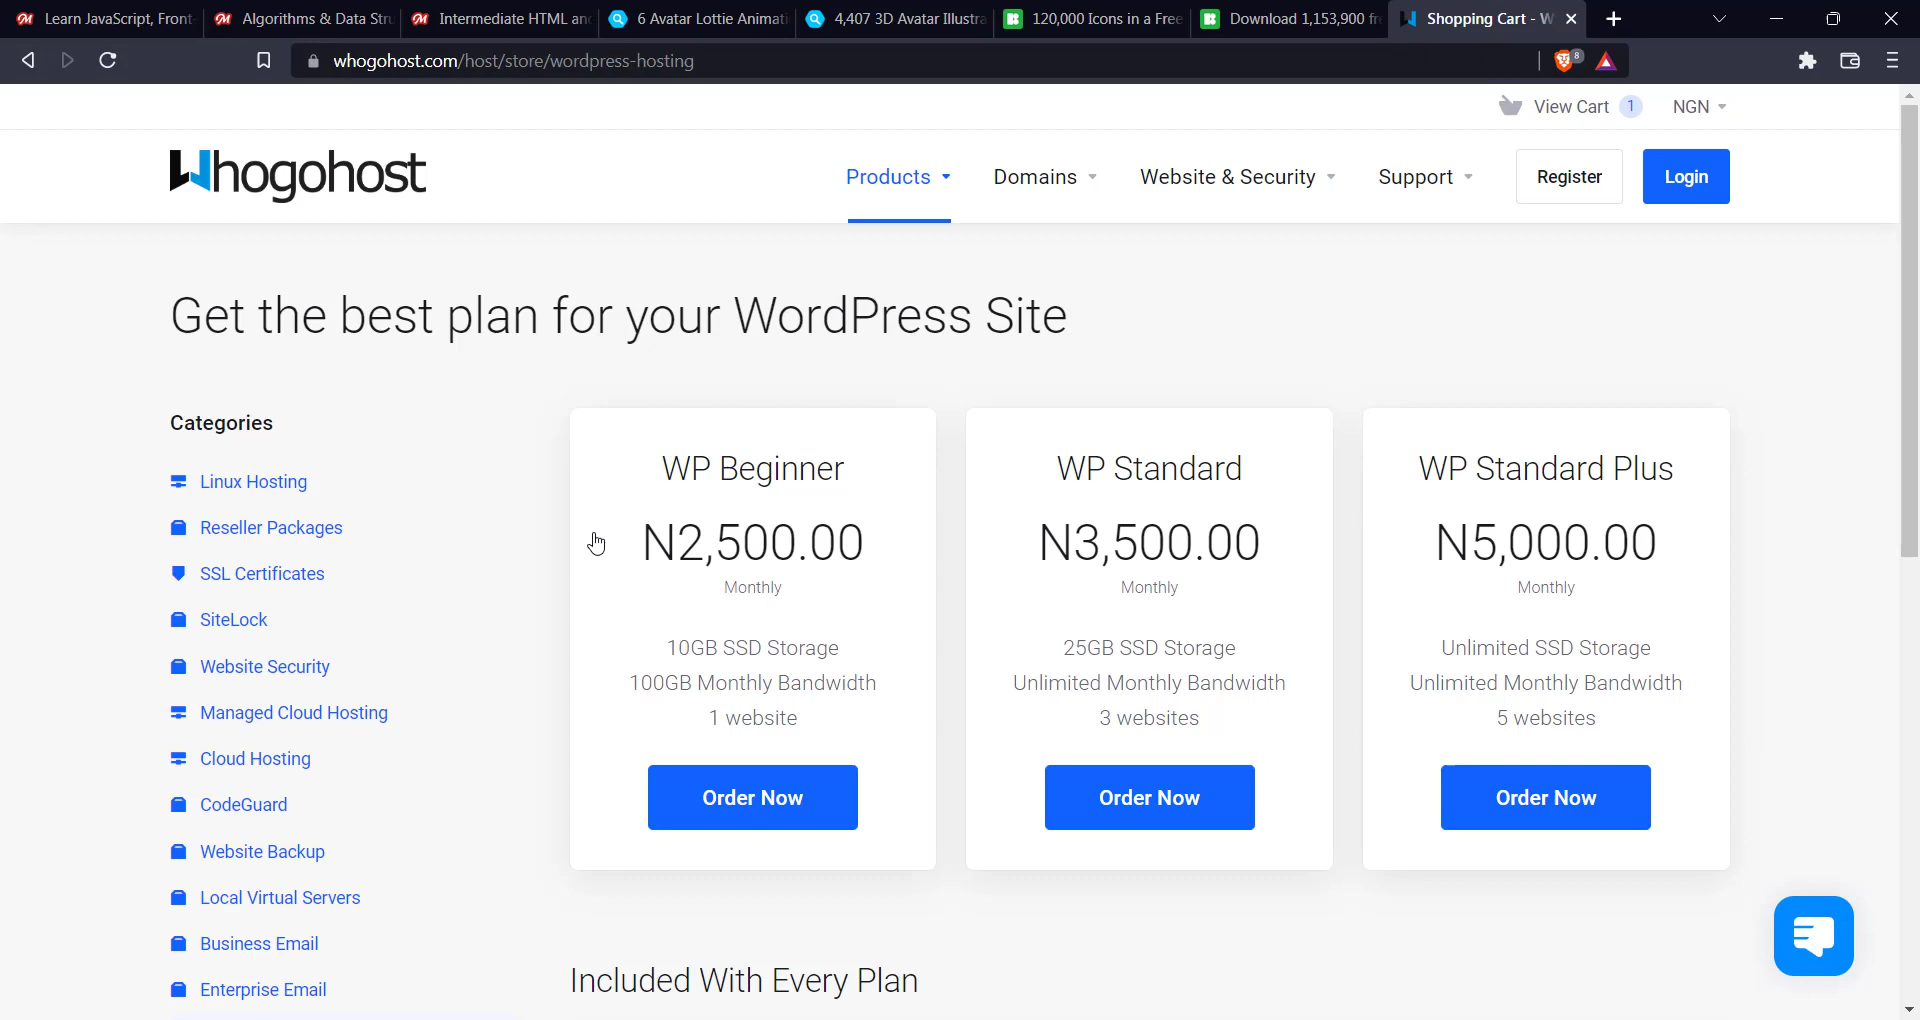 Learn JavaScript, Front-
Algorithms & Data Stru
Intermediate HTML an
6 Avatar Lottie Animati
4,407 3D Avatar Illustra
120,000 Icons in a Free
Download 1,153,900 fr
Shopping Cart - W
whogohost.com/host/store/wordpress-hosting
8
View Cart 1
NGN
Whogohost
Products
Domains
Website & Security
Support
Register
Login
Get the best plan for your WordPress Site
Categories
Linux Hosting
Reseller Packages
SSL Certificates
SiteLock
Website Security
Managed Cloud Hosting
Cloud Hosting
CodeGuard
Website Backup
Local Virtual Servers
Business Email
Enterprise Email
WP Beginner
N2,500.00
Monthly
10GB SSD Storage
100GB Monthly Bandwidth
1 website
Order Now
WP Standard
N3,500.00
Monthly
25GB SSD Storage
Unlimited Monthly Bandwidth
3 websites
Order Now
WP Standard Plus
N5,000.00
Monthly
Unlimited SSD Storage
Unlimited Monthly Bandwidth
5 websites
Order Now
Included With Every Plan